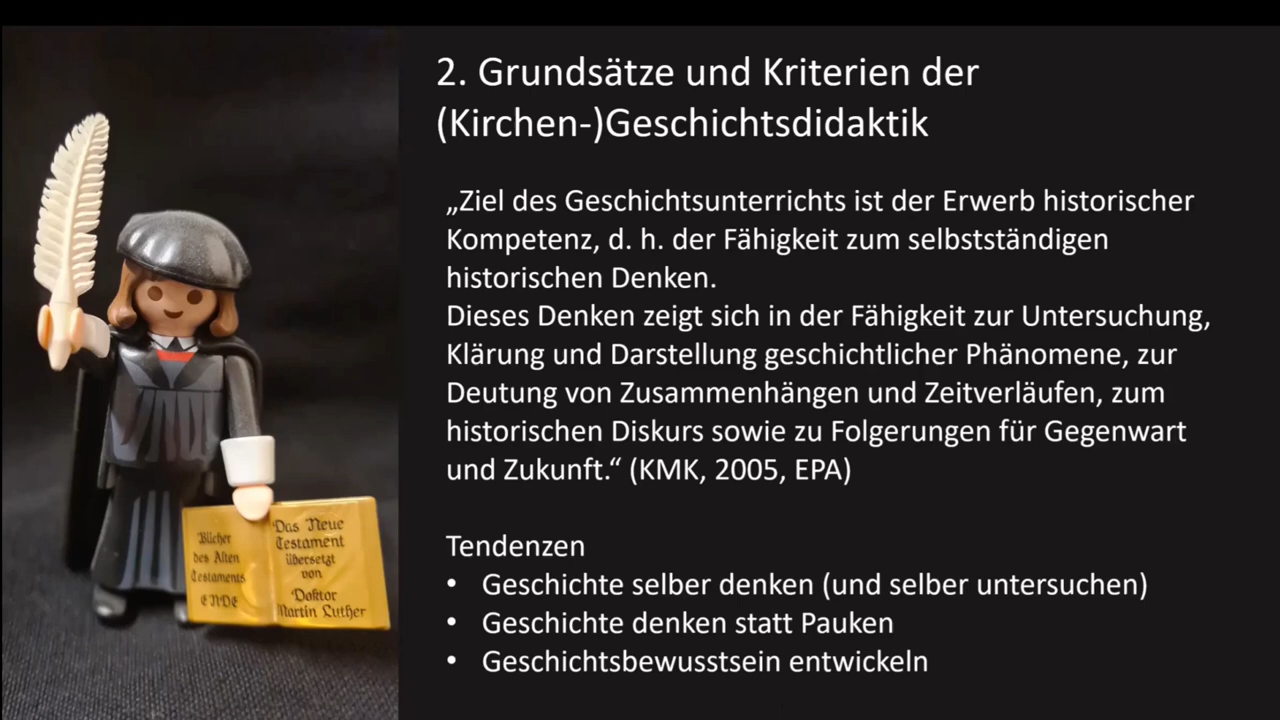 2. Grundsätze und Kriterien der
(Kirchen-)Geschichtsdidaktik
„Ziel des Geschichtsunterrichts ist der Erwerb historischer
Kompetenz, d. h. der Fähigkeit zum selbstständigen
historischen Denken.
Dieses Denken zeigt sich in der Fähigkeit zur Untersuchung,
Klärung und Darstellung geschichtlicher Phänomene, zur
Deutung von Zusammenhängen und Zeitverläufen, zum
historischen Diskurs sowie zu Folgerungen für Gegenwart
und Zukunft.“ (KMK, 2005, EPA)
Tendenzen
• Geschichte selber denken (und selber untersuchen)
• Geschichte denken statt Pauken
• Geschichtsbewusstsein entwickeln
Bücher
des Alten
Testaments
ENDE
Das Neue
Testament
übersetzt
von
Doktor
Martin Luther